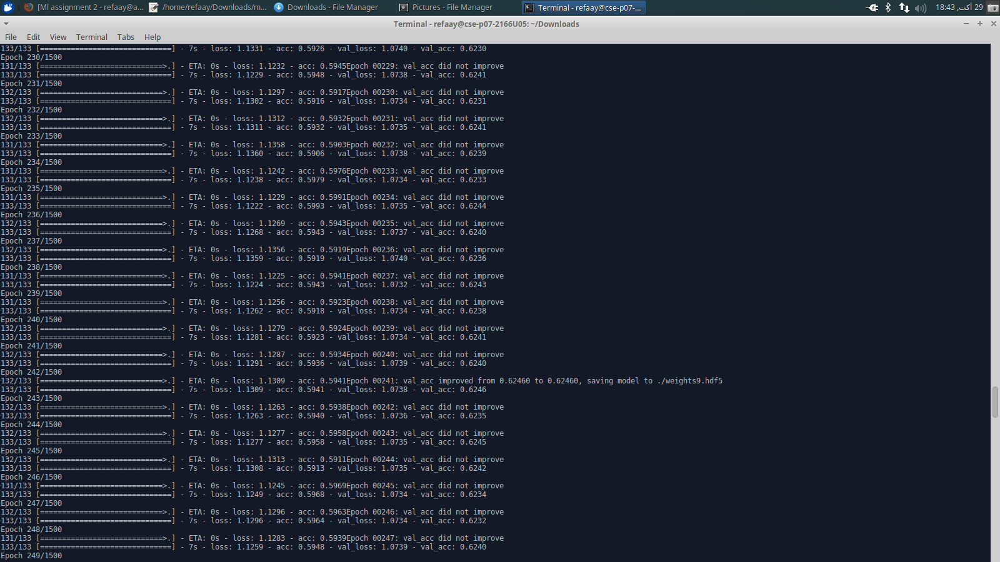 [Ml assignment 2 - refaay@a... /home/refaay/Downloads/m... Downloads - File Manager Pictures - File Manager Terminal - refaay@cse-p07-... 18:43 أكت, 29
Terminal - refaay@cse-p07-2166U05: ~/Downloads
File Edit View Terminal Tabs Help
133/133 [==============================] - 7s - loss: 1.1331 - acc: 0.5926 - val_loss: 1.0740 - val_acc: 0.6230
Epoch 230/1500
131/133 [============================>.] - ETA: 0s - loss: 1.1232 - acc: 0.5945Epoch 00229: val_acc did not improve
133/133 [==============================] - 7s - loss: 1.1229 - acc: 0.5948 - val_loss: 1.0738 - val_acc: 0.6241
Epoch 231/1500
132/133 [============================>.] - ETA: 0s - loss: 1.1297 - acc: 0.5917Epoch 00230: val_acc did not improve
133/133 [==============================] - 7s - loss: 1.1302 - acc: 0.5916 - val_loss: 1.0734 - val_acc: 0.6231
Epoch 232/1500
132/133 [============================>.] - ETA: 0s - loss: 1.1312 - acc: 0.5932Epoch 00231: val_acc did not improve
133/133 [==============================] - 7s - loss: 1.1311 - acc: 0.5932 - val_loss: 1.0735 - val_acc: 0.6241
Epoch 233/1500
131/133 [============================>.] - ETA: 0s - loss: 1.1358 - acc: 0.5903Epoch 00232: val_acc did not improve
133/133 [==============================] - 7s - loss: 1.1360 - acc: 0.5906 - val_loss: 1.0738 - val_acc: 0.6239
Epoch 234/1500
131/133 [============================>.] - ETA: 0s - loss: 1.1242 - acc: 0.5976Epoch 00233: val_acc did not improve
133/133 [==============================] - 7s - loss: 1.1238 - acc: 0.5979 - val_loss: 1.0734 - val_acc: 0.6233
Epoch 235/1500
131/133 [============================>.] - ETA: 0s - loss: 1.1229 - acc: 0.5991Epoch 00234: val_acc did not improve
133/133 [==============================] - 7s - loss: 1.1222 - acc: 0.5993 - val_loss: 1.0735 - val_acc: 0.6244
Epoch 236/1500
132/133 [============================>.] - ETA: 0s - loss: 1.1269 - acc: 0.5943Epoch 00235: val_acc did not improve
133/133 [==============================] - 7s - loss: 1.1268 - acc: 0.5943 - val_loss: 1.0737 - val_acc: 0.6240
Epoch 237/1500
132/133 [============================>.] - ETA: 0s - loss: 1.1356 - acc: 0.5919Epoch 00236: val_acc did not improve
133/133 [==============================] - 7s - loss: 1.1359 - acc: 0.5919 - val_loss: 1.0740 - val_acc: 0.6236
Epoch 238/1500
131/133 [============================>.] - ETA: 0s - loss: 1.1225 - acc: 0.5941Epoch 00237: val_acc did not improve
133/133 [==============================] - 7s - loss: 1.1224 - acc: 0.5943 - val_loss: 1.0732 - val_acc: 0.6243
Epoch 239/1500
131/133 [============================>.] - ETA: 0s - loss: 1.1256 - acc: 0.5923Epoch 00238: val_acc did not improve
133/133 [==============================] - 7s - loss: 1.1262 - acc: 0.5918 - val_loss: 1.0734 - val_acc: 0.6238
Epoch 240/1500
132/133 [============================>.] - ETA: 0s - loss: 1.1279 - acc: 0.5924Epoch 00239: val_acc did not improve
133/133 [==============================] - 7s - loss: 1.1281 - acc: 0.5923 - val_loss: 1.0734 - val_acc: 0.6241
Epoch 241/1500
132/133 [============================>.] - ETA: 0s - loss: 1.1287 - acc: 0.5934Epoch 00240: val_acc did not improve
133/133 [==============================] - 7s - loss: 1.1291 - acc: 0.5936 - val_loss: 1.0739 - val_acc: 0.6240
Epoch 242/1500
132/133 [============================>.] - ETA: 0s - loss: 1.1309 - acc: 0.5941Epoch 00241: val_acc improved from 0.62460 to 0.62460, saving model to ./weights9.hdf5
133/133 [==============================] - 7s - loss: 1.1309 - acc: 0.5941 - val_loss: 1.0738 - val_acc: 0.6246
Epoch 243/1500
132/133 [============================>.] - ETA: 0s - loss: 1.1263 - acc: 0.5938Epoch 00242: val_acc did not improve
133/133 [==============================] - 7s - loss: 1.1263 - acc: 0.5940 - val_loss: 1.0736 - val_acc: 0.6235
Epoch 244/1500
132/133 [============================>.] - ETA: 0s - loss: 1.1277 - acc: 0.5958Epoch 00243: val_acc did not improve
133/133 [==============================] - 7s - loss: 1.1277 - acc: 0.5958 - val_loss: 1.0735 - val_acc: 0.6245
Epoch 245/1500
132/133 [============================>.] - ETA: 0s - loss: 1.1313 - acc: 0.5911Epoch 00244: val_acc did not improve
133/133 [==============================] - 7s - loss: 1.1308 - acc: 0.5913 - val_loss: 1.0735 - val_acc: 0.6242
Epoch 246/1500
131/133 [============================>.] - ETA: 0s - loss: 1.1245 - acc: 0.5969Epoch 00245: val_acc did not improve
133/133 [==============================] - 7s - loss: 1.1249 - acc: 0.5968 - val_loss: 1.0734 - val_acc: 0.6234
Epoch 247/1500
132/133 [============================>.] - ETA: 0s - loss: 1.1296 - acc: 0.5963Epoch 00246: val_acc did not improve
133/133 [==============================] - 7s - loss: 1.1296 - acc: 0.5964 - val_loss: 1.0734 - val_acc: 0.6232
Epoch 248/1500
131/133 [============================>.] - ETA: 0s - loss: 1.1283 - acc: 0.5939Epoch 00247: val_acc did not improve
133/133 [==============================] - 7s - loss: 1.1259 - acc: 0.5948 - val_loss: 1.0739 - val_acc: 0.6240
Epoch 249/1500